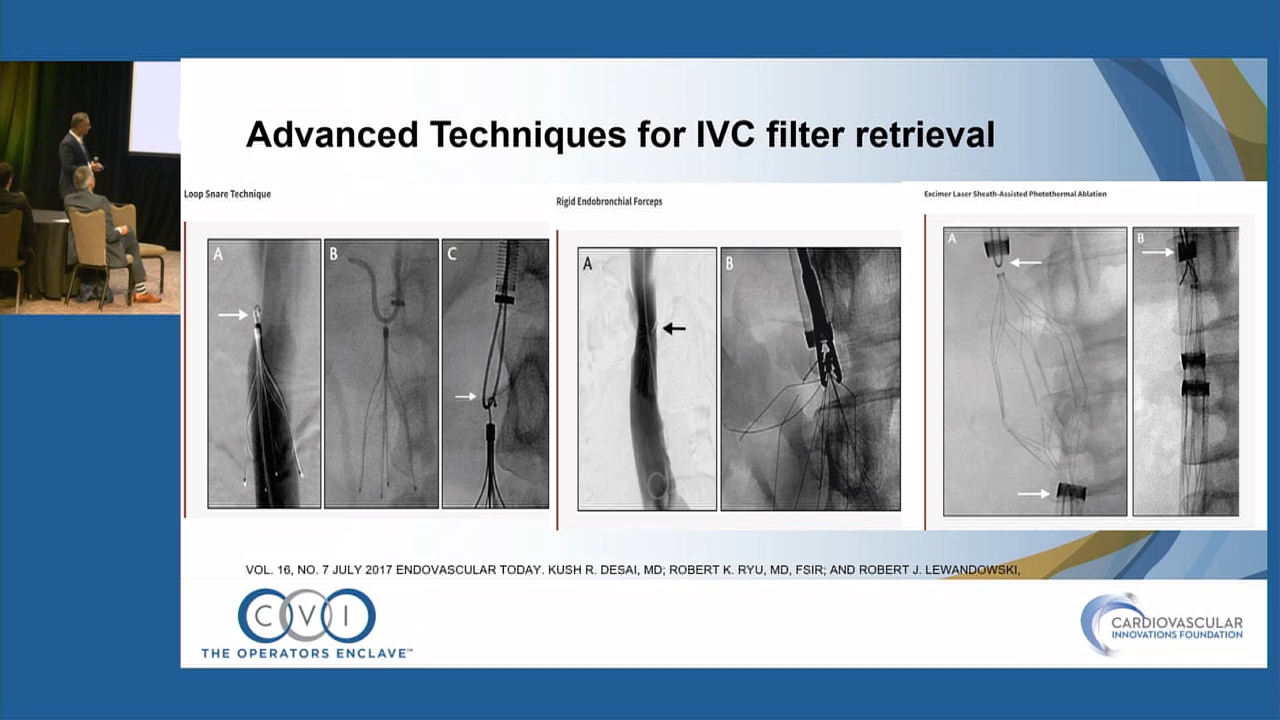 Advanced Techniques for IVC filter retrieval
Loop Snare Technique
A
B
C
Rigid Endobronchial Forceps
A
B
Excimer Laser Sheath-Assisted Photothermal Ablation
A
B
VOL. 16, NO. 7 JULY 2017 ENDOVASCULAR TODAY. KUSH R. DESAI, MD; ROBERT K. RYU, MD, FSIR; AND ROBERT J. LEWANDOWSKI,
CVI
THE OPERATORS ENCLAVE™
CARDIOVASCULAR
INNOVATIONS FOUNDATION